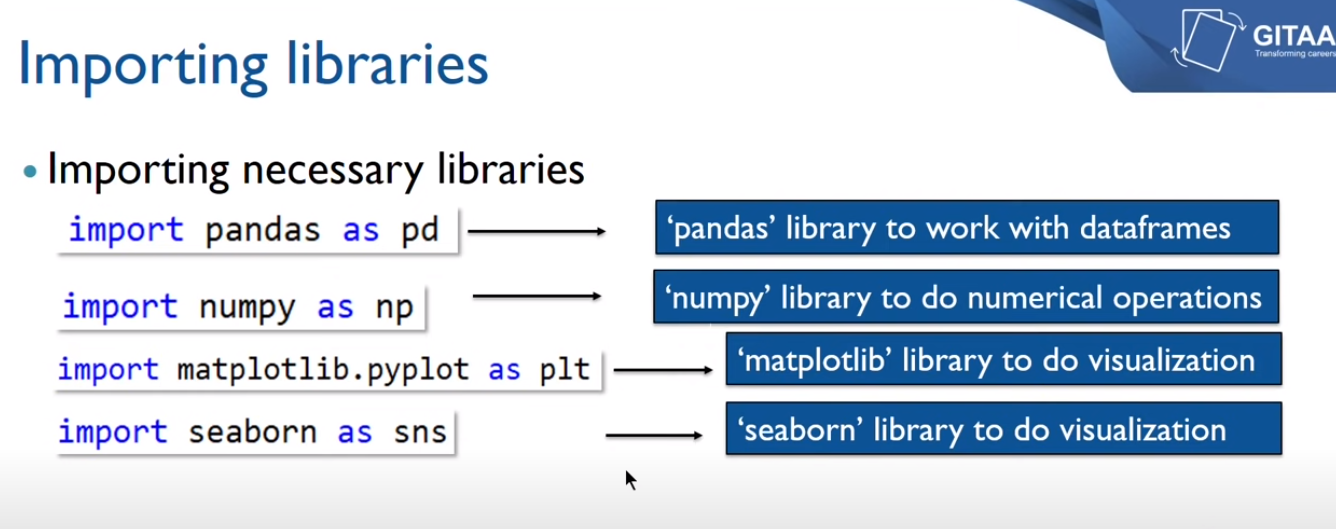 GITAA
Transforming careers
Importing libraries
• Importing necessary libraries
import pandas as pd
‘pandas’ library to work with dataframes
import numpy as np
‘numpy’ library to do numerical operations
import matplotlib.pyplot as plt
‘matplotlib’ library to do visualization
import seaborn as sns
‘seaborn’ library to do visualization